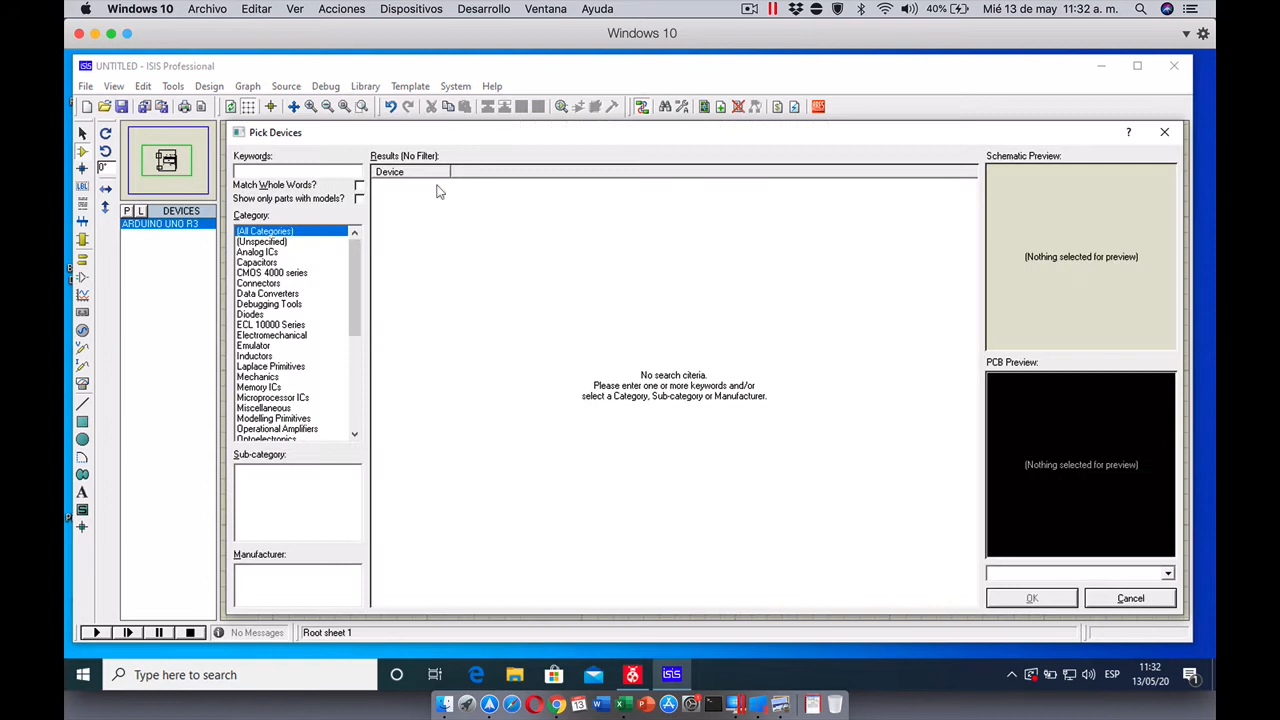 Windows 10 Archivo Editar Ver Acciones Dispositivos Desarrollo Ventana Ayuda 40% Mié 13 de may 11:32 a. m.
Windows 10
ISIS UNTITLED - ISIS Professional
File View Edit Tools Design Graph Source Debug Library Template System Help
ARES
Pick Devices ?
0°
LBL
A
S
P L DEVICES
ARDUINO UNO R3
Keywords:
Match Whole Words?
Show only parts with models?
Category:
(All Categories)
(Unspecified)
Analog ICs
Capacitors
CMOS 4000 series
Connectors
Data Converters
Debugging Tools
Diodes
ECL 10000 Series
Electromechanical
Emulator
Inductors
Laplace Primitives
Mechanics
Memory ICs
Microprocessor ICs
Miscellaneous
Modelling Primitives
Operational Amplifiers
Optoelectronics
Sub-category:
Manufacturer:
Results (No Filter):
Device
No search citeria.
Please enter one or more keywords and/or
select a Category, Sub-category or Manufacturer.
Schematic Preview:
(Nothing selected for preview)
PCB Preview:
(Nothing selected for preview)
OK Cancel
No Messages Root sheet 1
Type here to search ISIS ESP 11:32
13/05/20
1